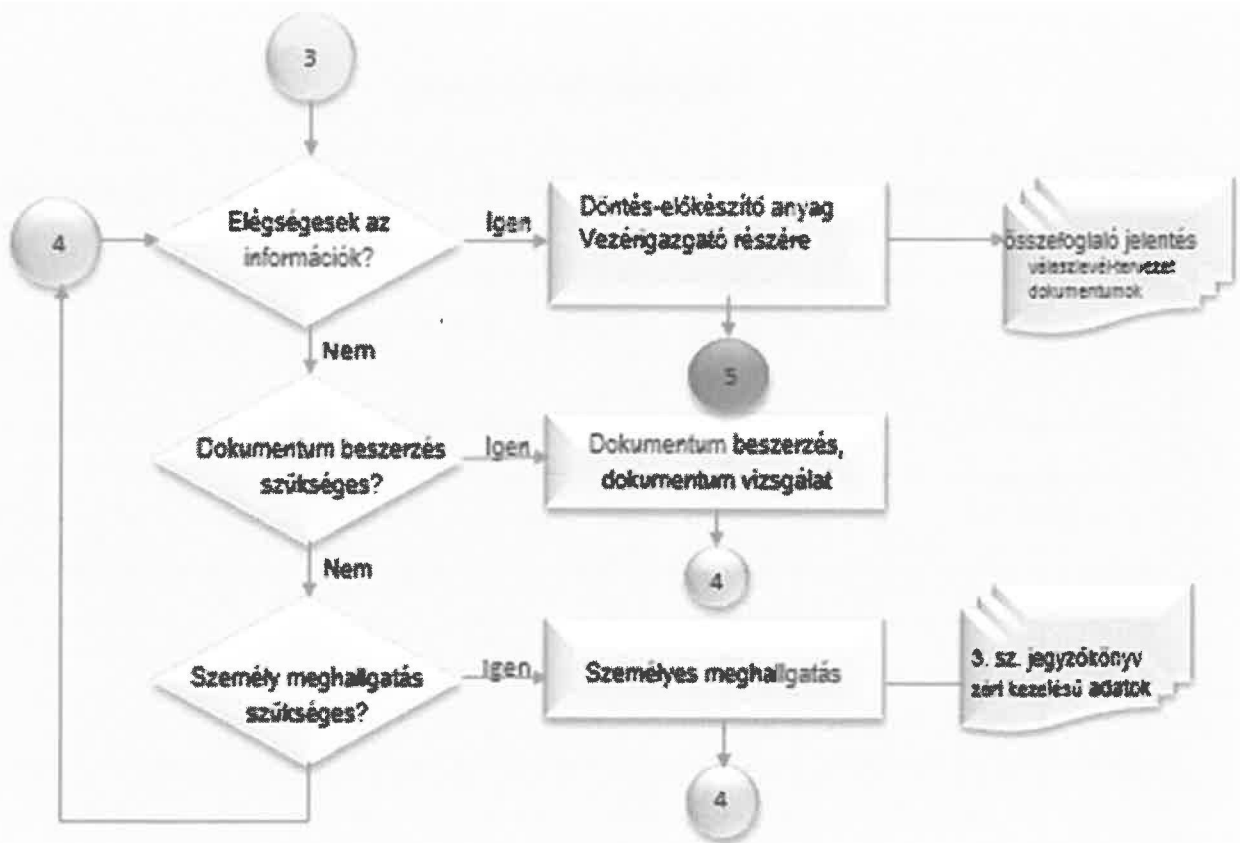 3
4
Elégségesek az
információk?
Igen
Döntés-előkészítő anyag
Vezérigazgató részére
összefoglaló jelentés
válaszlevél-tervezet
dokumentumok
Nem
5
Dokumentum beszerzés
szükséges?
Igen
Dokumentum beszerzés,
dokumentum vizsgálat
Nem
4
Személy meghallgatás
szükséges?
Igen
Személyes meghallgatás
3. sz. jegyzőkönyv
zárt kezelésű adatok
4